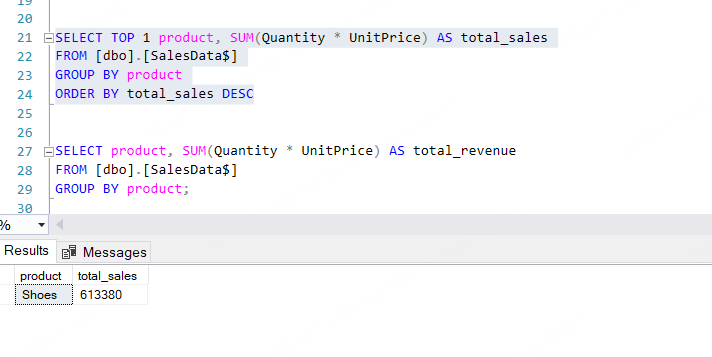 20
21 SELECT TOP 1 product, SUM(Quantity * UnitPrice) AS total_sales
22 FROM [dbo].[SalesData$]
23 GROUP BY product
24 ORDER BY total_sales DESC
25
26
27 SELECT product, SUM(Quantity * UnitPrice) AS total_revenue
28 FROM [dbo].[SalesData$]
29 GROUP BY product;
30
%
Results Messages
product total_sales
Shoes 613380